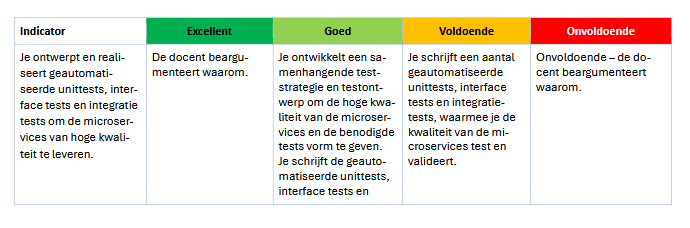 Indicator
Excellent
Goed
Voldoende
Onvoldoende
Je ontwerpt en reali-
seert geautomati-
seerde unittests, inter-
face tests en integratie
tests om de microser-
vices van hoge kwali-
teit te leveren.
De docent beargu-
menteert waarom.
Je ontwikkelt een sa-
menhangende test-
strategie en testont-
werp om de hoge kwa-
liteit van de microser-
vices en de benodigde
tests vorm te geven.
Je schrijft de geauto-
matiseerde unittests,
interface tests en
Je schrijft een aantal
geautomatiseerde
unittests, interface
tests en integratie-
tests, waarmee je de
kwaliteit van de mi-
croservices test en
valideert.
Onvoldoende – de do-
cent beargumenteert
waarom.